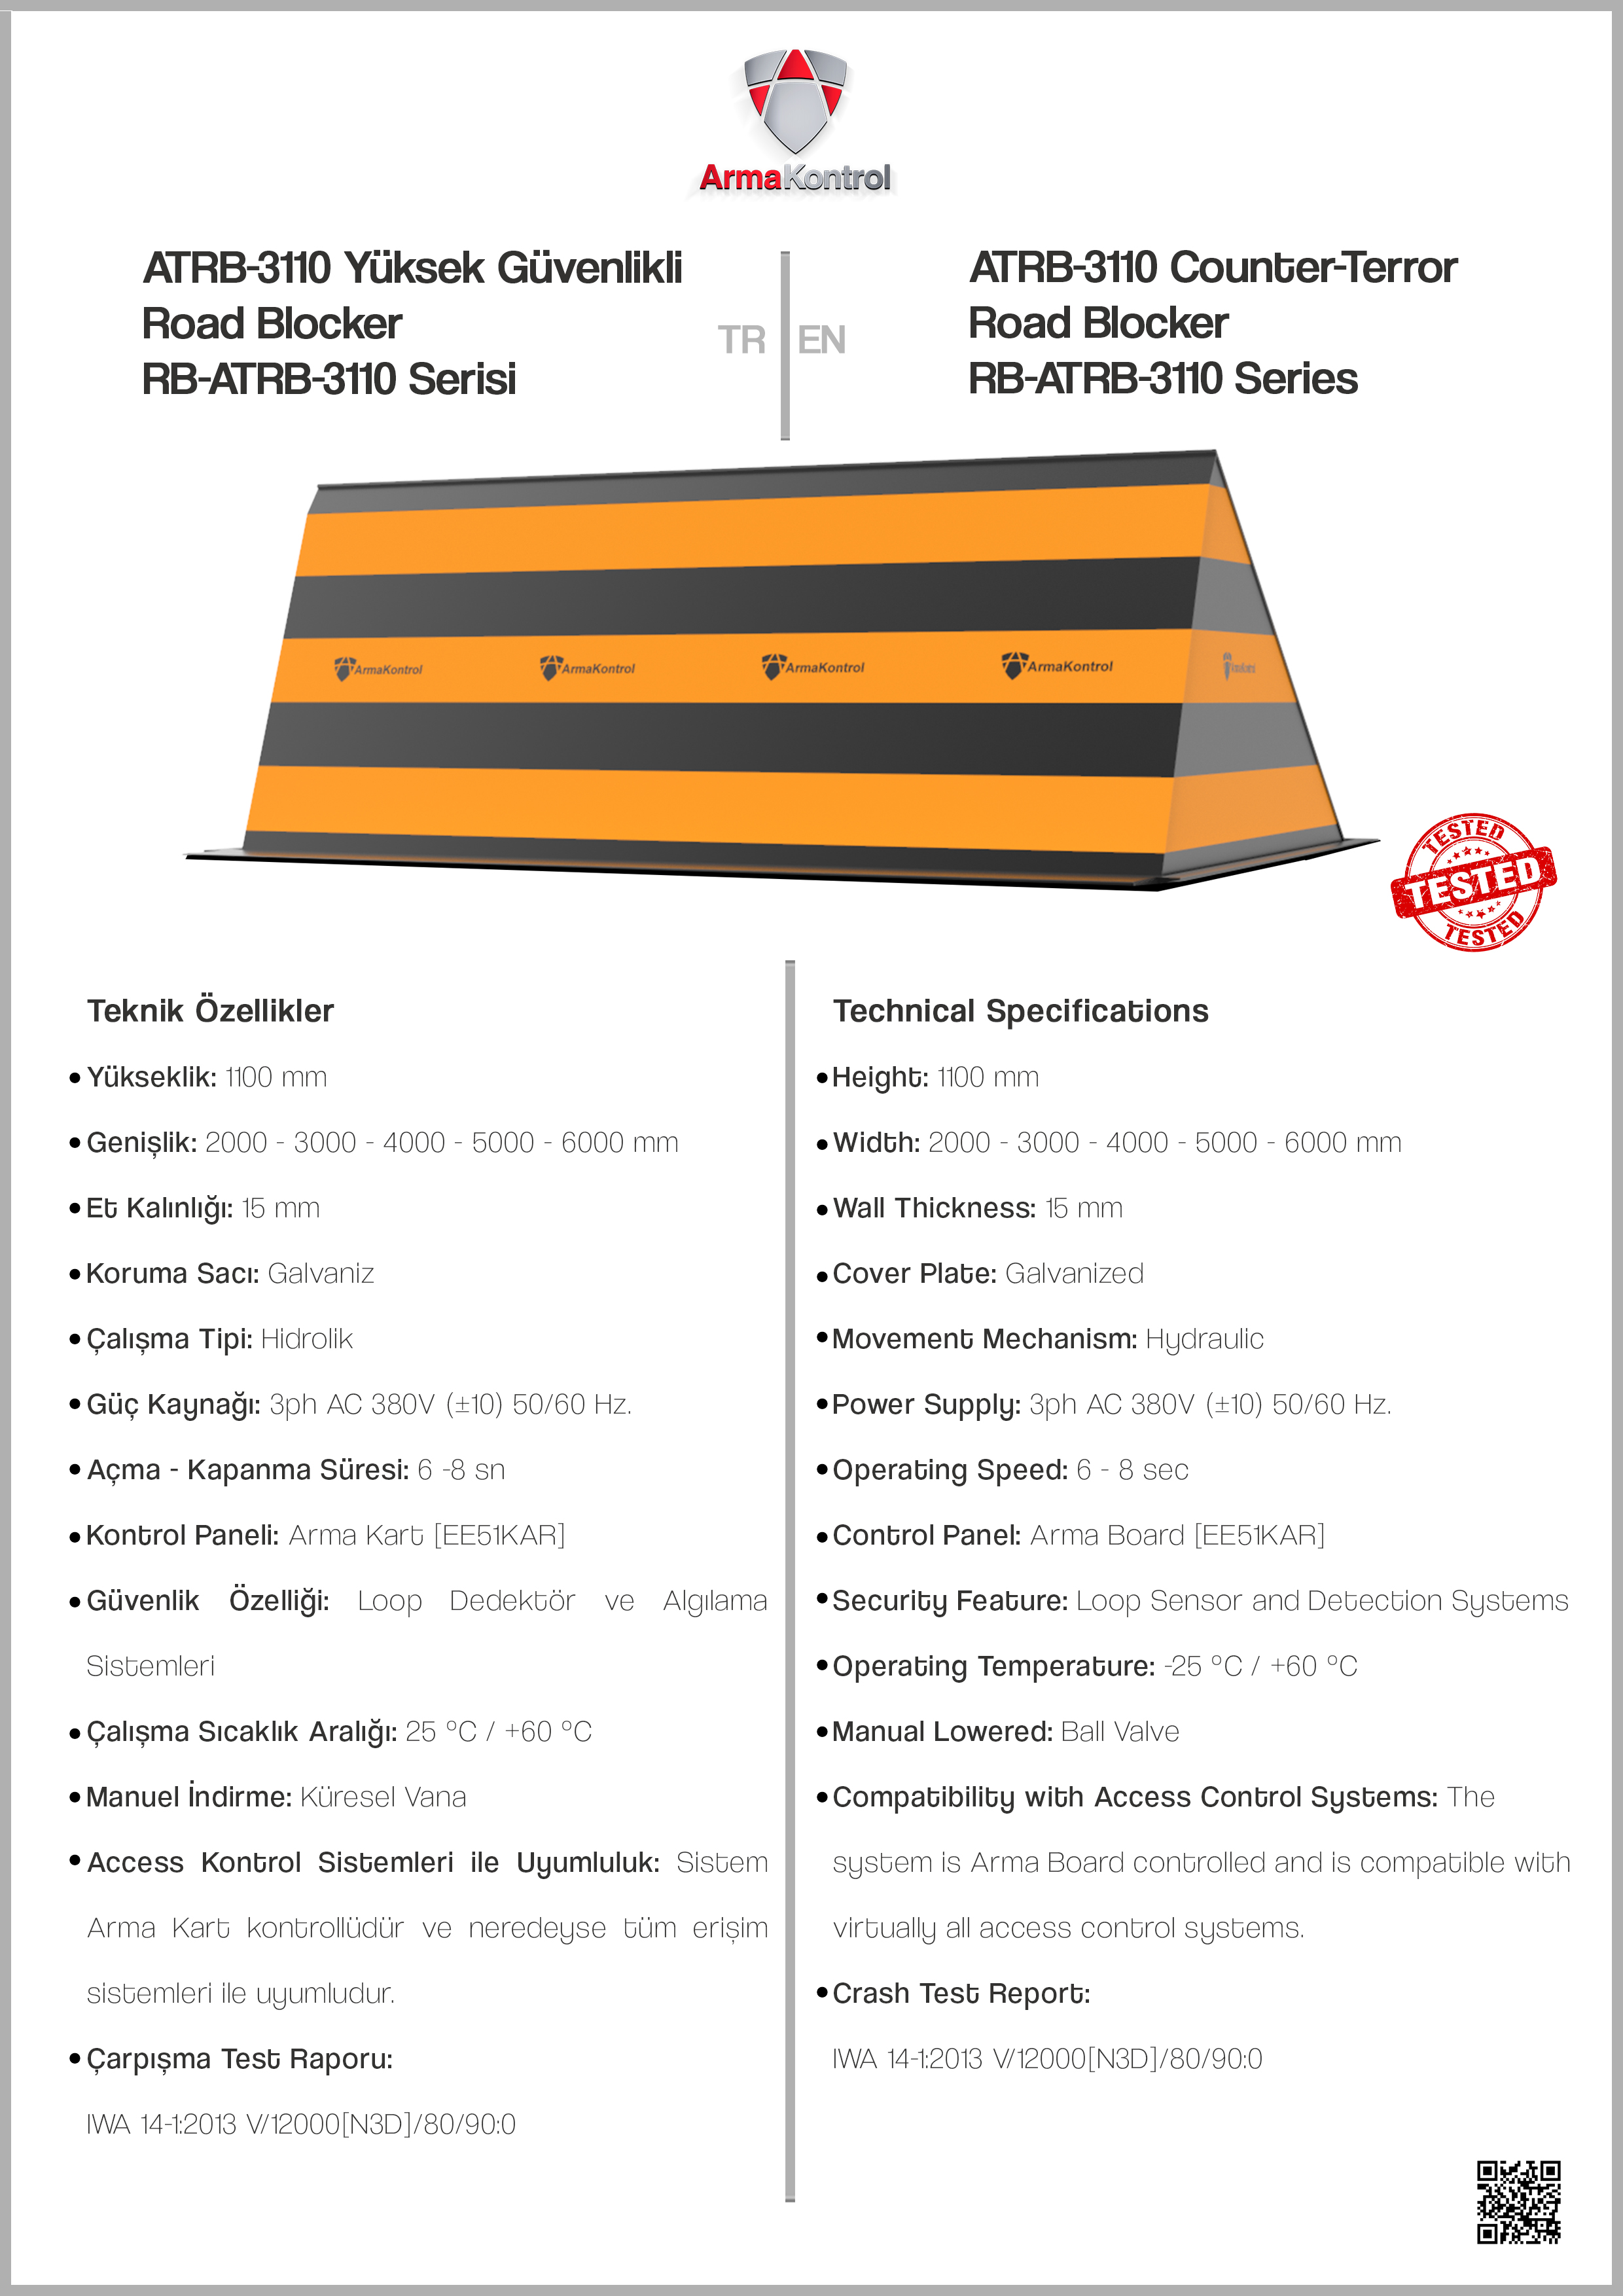 ArmaKontrol
ATRB-3110 Yüksek Güvenlikli
Road Blocker
RB-ATRB-3110 Serisi
TR
EN
ATRB-3110 Counter-Terror
Road Blocker
RB-ATRB-3110 Series
ArmaKontrol
ArmaKontrol
ArmaKontrol
ArmaKontrol
TESTED
TESTED
TESTED
Teknik Özellikler
Yükseklik: 1100 mm
Genişlik: 2000 - 3000 - 4000 - 5000 - 6000 mm
Et Kalınlığı: 15 mm
Koruma Sacı: Galvaniz
Çalışma Tipi: Hidrolik
Güç Kaynağı: 3ph AC 380V (±10) 50/60 Hz.
Açma - Kapanma Süresi: 6 -8 sn
Kontrol Paneli: Arma Kart [EE51KAR]
Güvenlik Özelliği: Loop Dedektör ve Algılama
Sistemleri
Çalışma Sıcaklık Aralığı: 25 ºC / +60 ºC
Manuel İndirme: Küresel Vana
Access Kontrol Sistemleri ile Uyumluluk: Sistem
Arma Kart kontrollüdür ve neredeyse tüm erişim
sistemleri ile uyumludur.
Çarpışma Test Raporu:
IWA 14-1:2013 V/12000[N3D]/80/90:0
Technical Specifications
Height: 1100 mm
Width: 2000 - 3000 - 4000 - 5000 - 6000 mm
Wall Thickness: 15 mm
Cover Plate: Galvanized
Movement Mechanism: Hydraulic
Power Supply: 3ph AC 380V (±10) 50/60 Hz.
Operating Speed: 6 - 8 sec
Control Panel: Arma Board [EE51KAR]
Security Feature: Loop Sensor and Detection Systems
Operating Temperature: -25 ºC / +60 ºC
Manual Lowered: Ball Valve
Compatibility with Access Control Systems: The
system is Arma Board controlled and is compatible with
virtually all access control systems.
Crash Test Report:
IWA 14-1:2013 V/12000[N3D]/80/90:0